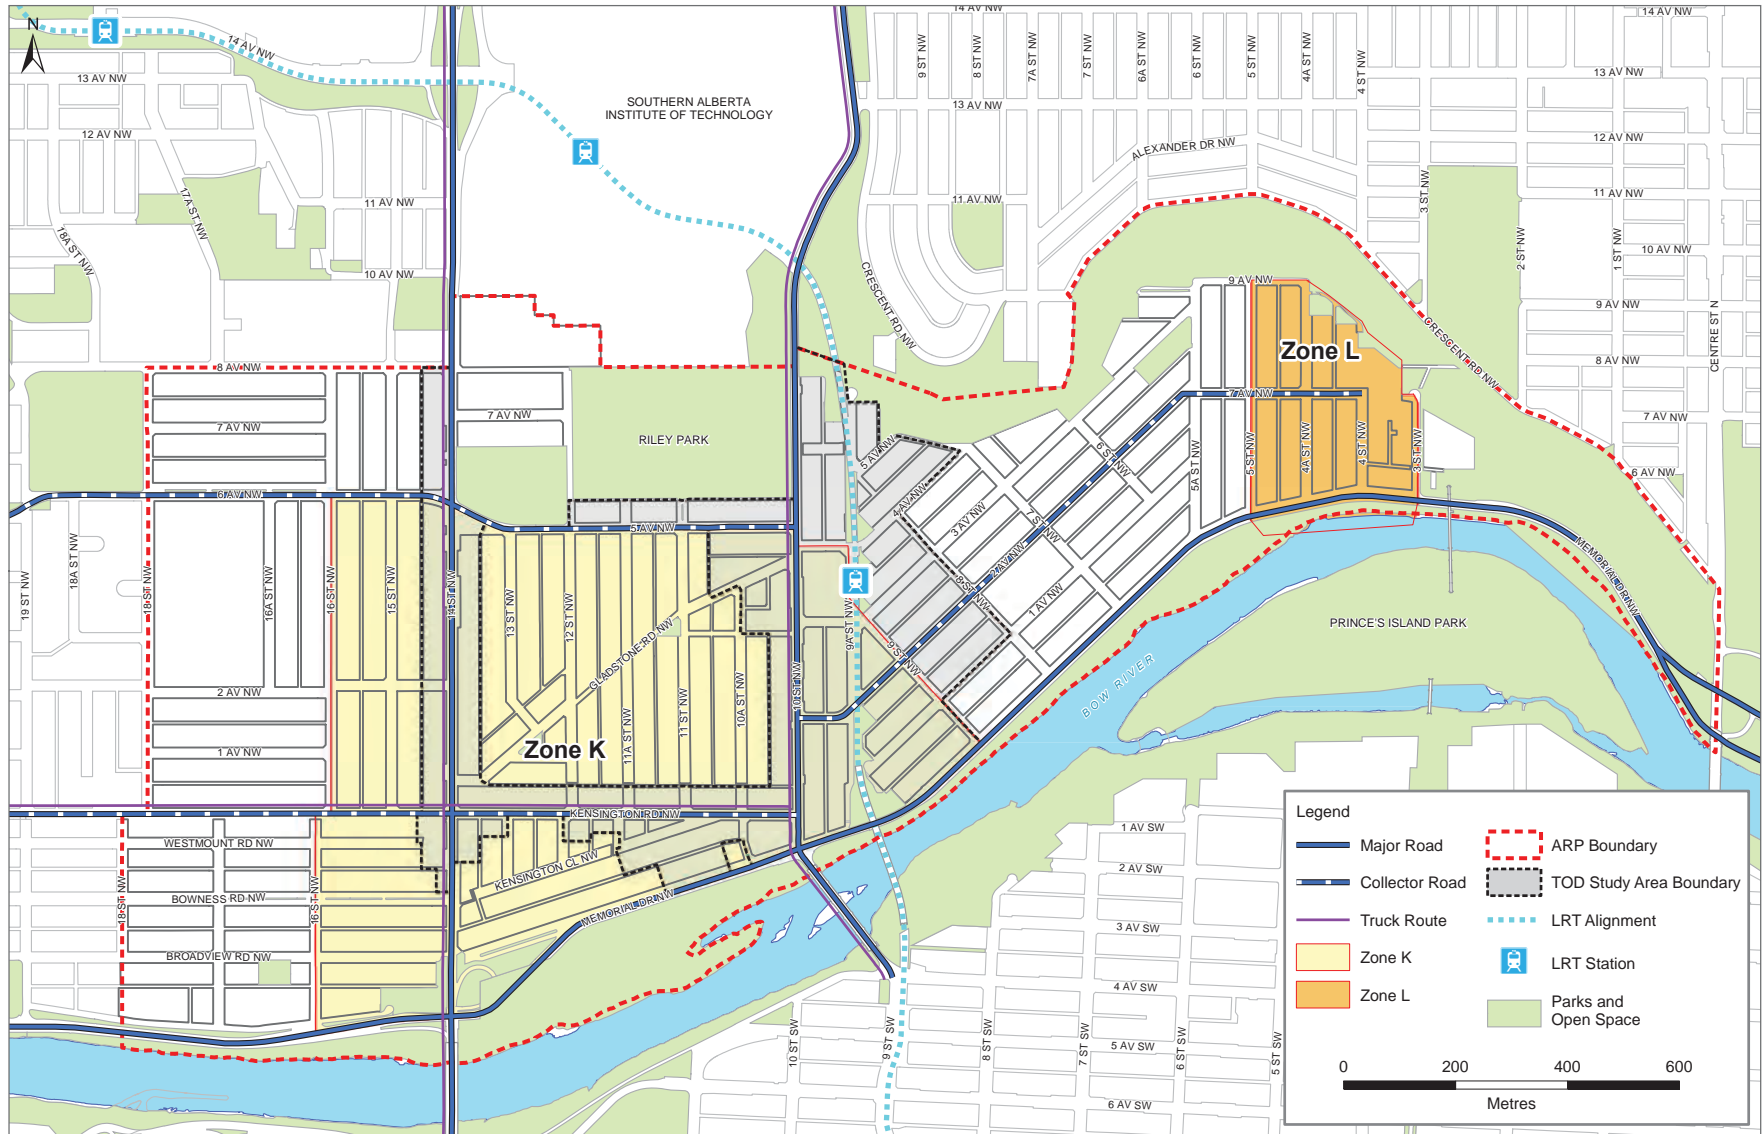 N
14 AV NW
13 AV NW
12 AV NW
17A ST NW
18A ST NW
11 AV NW
10 AV NW
SOUTHERN ALBERTA
INSTITUTE OF TECHNOLOGY
14 AV NW
14 AV NW
9 ST NW
8 ST NW
7A ST NW
7 ST NW
6A ST NW
6 ST NW
5 ST NW
4A ST NW
4 ST NW
13 AV NW
13 AV NW
12 AV NW
ALEXANDER DR NW
11 AV NW
11 AV NW
3 ST NW
2 ST NW
1 ST NW
10 AV NW
CRESCENT RD NW
9 AV NW
9 AV NW
CRESCENT RD NW
CENTRE ST N
8 AV NW
Zone L
8 AV NW
7 AV NW
7 AV NW
7 AV NW
7 AV NW
RILEY PARK
5 AV NW
6 ST NW
5A ST NW
5 ST NW
4A ST NW
4 ST NW
3 ST NW
6 AV NW
6 AV NW
4 AV NW
3 AV NW
7 ST NW
5 AV NW
2 AV NW
8 ST NW
1 AV NW
MEMORIAL DR NW
19 ST NW
18A ST NW
18 ST NW
16A ST NW
16 ST NW
15 ST NW
14 ST NW
13 ST NW
12 ST NW
GLADSTONE RD NW
9A ST NW
9 ST NW
PRINCE'S ISLAND PARK
BOW RIVER
2 AV NW
1 AV NW
Zone K
11A ST NW
11 ST NW
10A ST NW
10 ST NW
KENSINGTON RD NW
WESTMOUNT RD NW
KENSINGTON CL NW
BOWNESS RD NW
MEMORIAL DR NW
18 ST NW
16 ST NW
BROADVIEW RD NW
1 AV SW
2 AV SW
3 AV SW
4 AV SW
5 AV SW
6 AV SW
10 ST SW
9 ST SW
8 ST SW
7 ST SW
6 ST SW
5 ST SW
Legend
Major Road
Collector Road
Truck Route
Zone K
Zone L
ARP Boundary
TOD Study Area Boundary
LRT Alignment
LRT Station
Parks and
Open Space
0 200 400 600
Metres